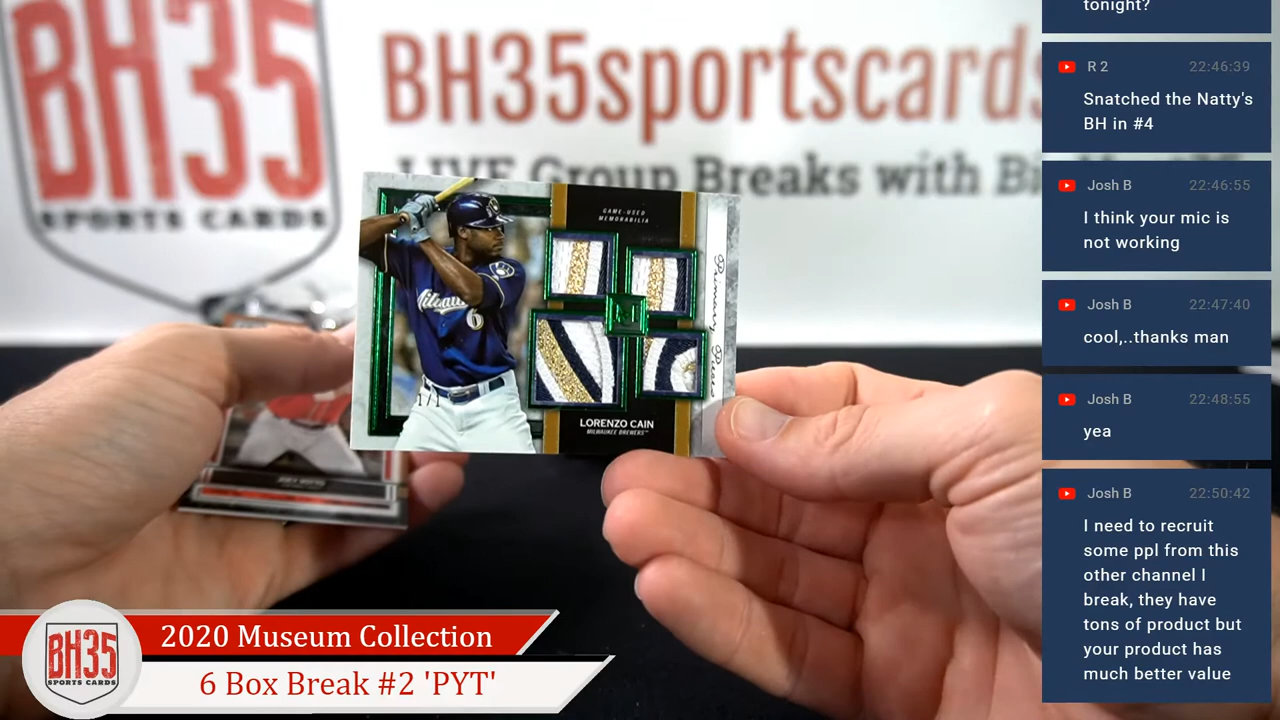 BH35
SPORTS CARDS
BH35sportscards
LIVE Group Breaks with
GAME-USED
MEMORABILIA
Milwau
6
1/1
LORENZO CAIN
MILWAUKEE BREWERS™
tonight?
R 2 22:46:39
Snatched the Natty's
BH in #4
Josh B 22:46:55
I think your mic is
not working
Josh B 22:47:40
cool,..thanks man
Josh B 22:48:55
yea
Josh B 22:50:42
I need to recruit
some ppl from this
other channel I
break, they have
tons of product but
your product has
much better value
BH35
SPORTS CARDS
2020 Museum Collection
6 Box Break #2 'PYT'